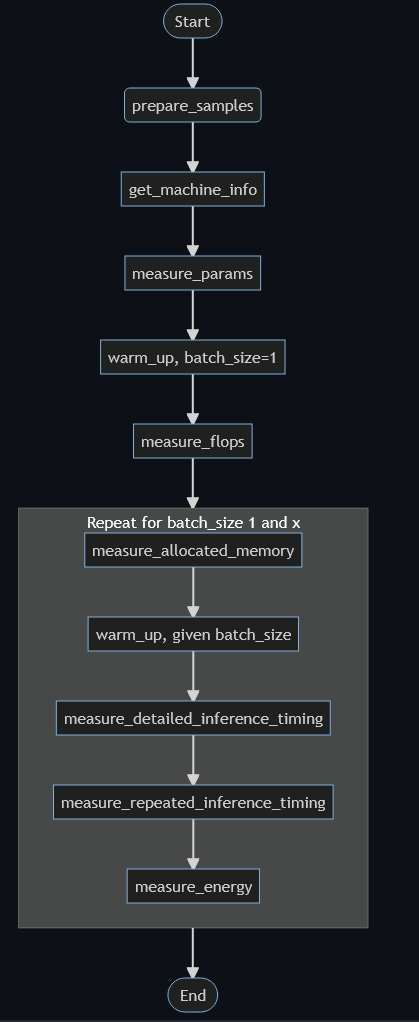 Start
prepare_samples
get_machine_info
measure_params
warm_up, batch_size=1
measure_flops
Repeat for batch_size 1 and x
measure_allocated_memory
warm_up, given batch_size
measure_detailed_inference_timing
measure_repeated_inference_timing
measure_energy
End